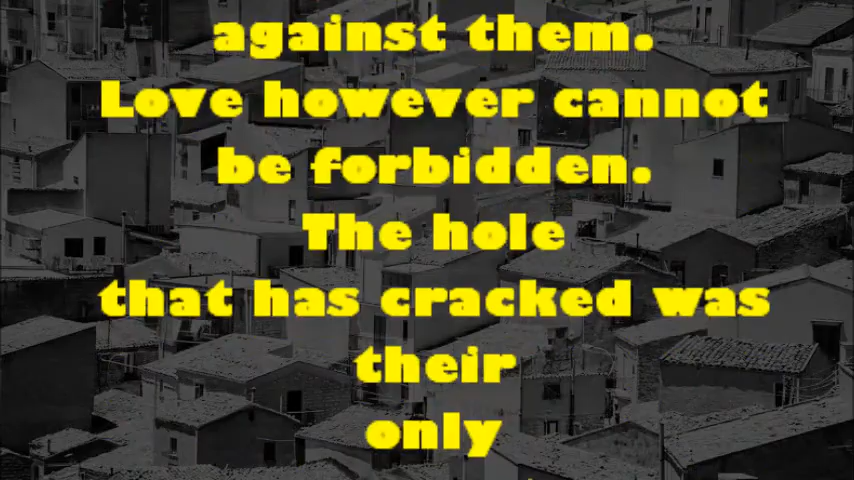 against them.
Love however cannot
be forbidden.
The hole
that has cracked was
their
only